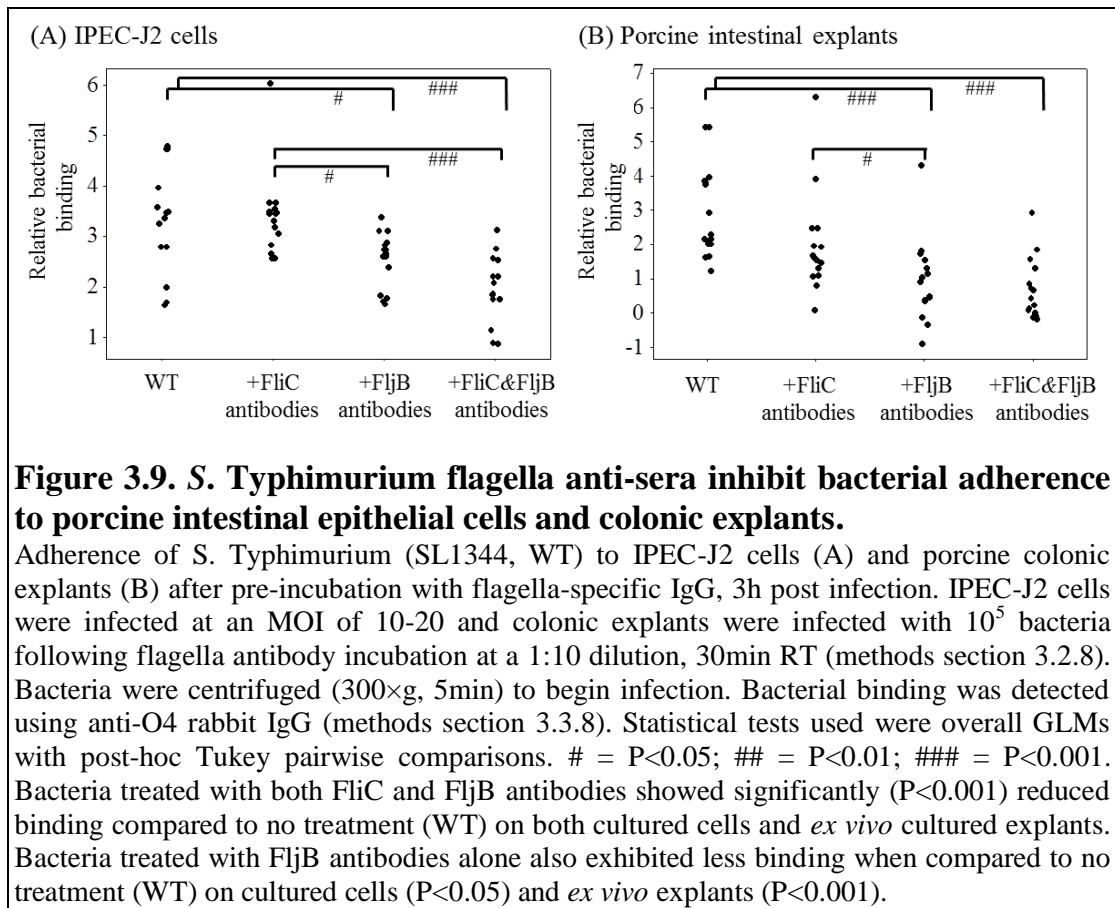 (A) IPEC-J2 cells
(B) Porcine intestinal explants
Relative bacterial
binding
6
5
4
3
2
1
#
###
###
#
WT
+FliC
antibodies
+FljB
antibodies
+FliC&FljB
antibodies
Relative bacterial
binding
7
6
5
4
3
2
1
0
-1
###
###
#
WT
+FliC
antibodies
+FljB
antibodies
+FliC&FljB
antibodies
Figure 3.9. S. Typhimurium flagella anti-sera inhibit bacterial adherence
to porcine intestinal epithelial cells and colonic explants.
Adherence of S. Typhimurium (SL1344, WT) to IPEC-J2 cells (A) and porcine colonic
explants (B) after pre-incubation with flagella-specific IgG, 3h post infection. IPEC-J2 cells
were infected at an MOI of 10-20 and colonic explants were infected with 10⁵ bacteria
following flagella antibody incubation at a 1:10 dilution, 30min RT (methods section 3.2.8).
Bacteria were centrifuged (300×g, 5min) to begin infection. Bacterial binding was detected
using anti-O4 rabbit IgG (methods section 3.3.8). Statistical tests used were overall GLMs
with post-hoc Tukey pairwise comparisons. # = P<0.05; ## = P<0.01; ### = P<0.001.
Bacteria treated with both FliC and FljB antibodies showed significantly (P<0.001) reduced
binding compared to no treatment (WT) on both cultured cells and ex vivo cultured explants.
Bacteria treated with FljB antibodies alone also exhibited less binding when compared to no
treatment (WT) on cultured cells (P<0.05) and ex vivo explants (P<0.001).